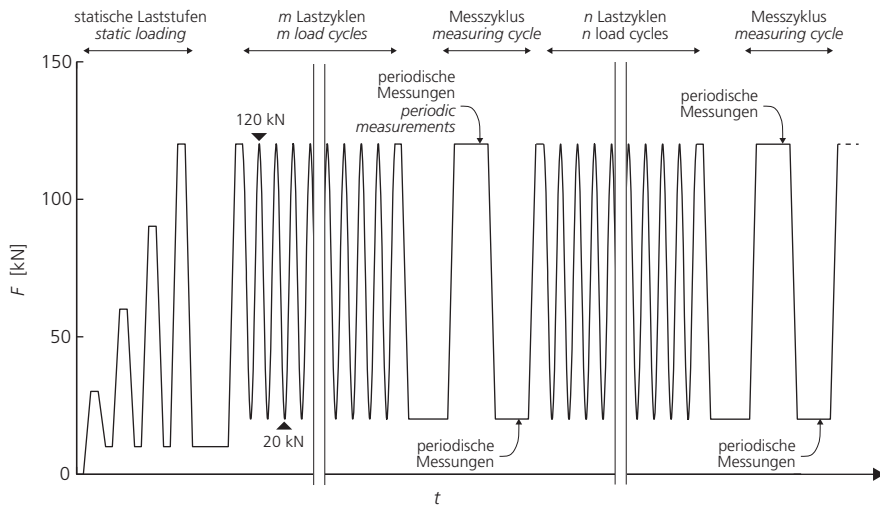 statische Laststufen
static loading
m Lastzyklen
m load cycles
Messzyklus
measuring cycle
n Lastzyklen
n load cycles
Messzyklus
measuring cycle
150
100
50
0
F [kN]
120 kN
20 kN
periodische
Messungen
periodic
measurements
periodische
Messungen
periodische
Messungen
periodische
Messungen
t